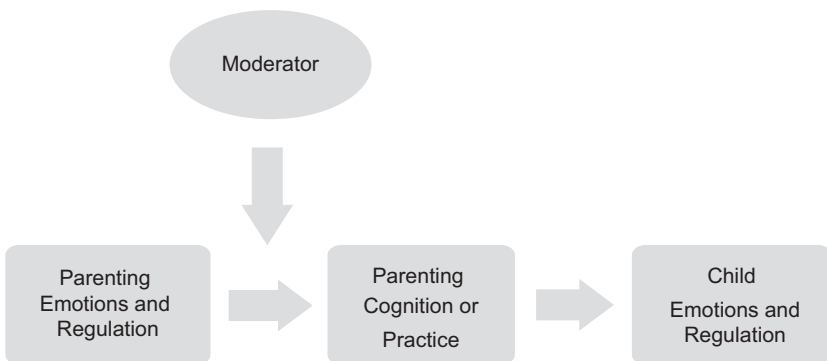 Moderator
Parenting
Emotions and
Regulation
Parenting
Cognition or
Practice
Child
Emotions and
Regulation